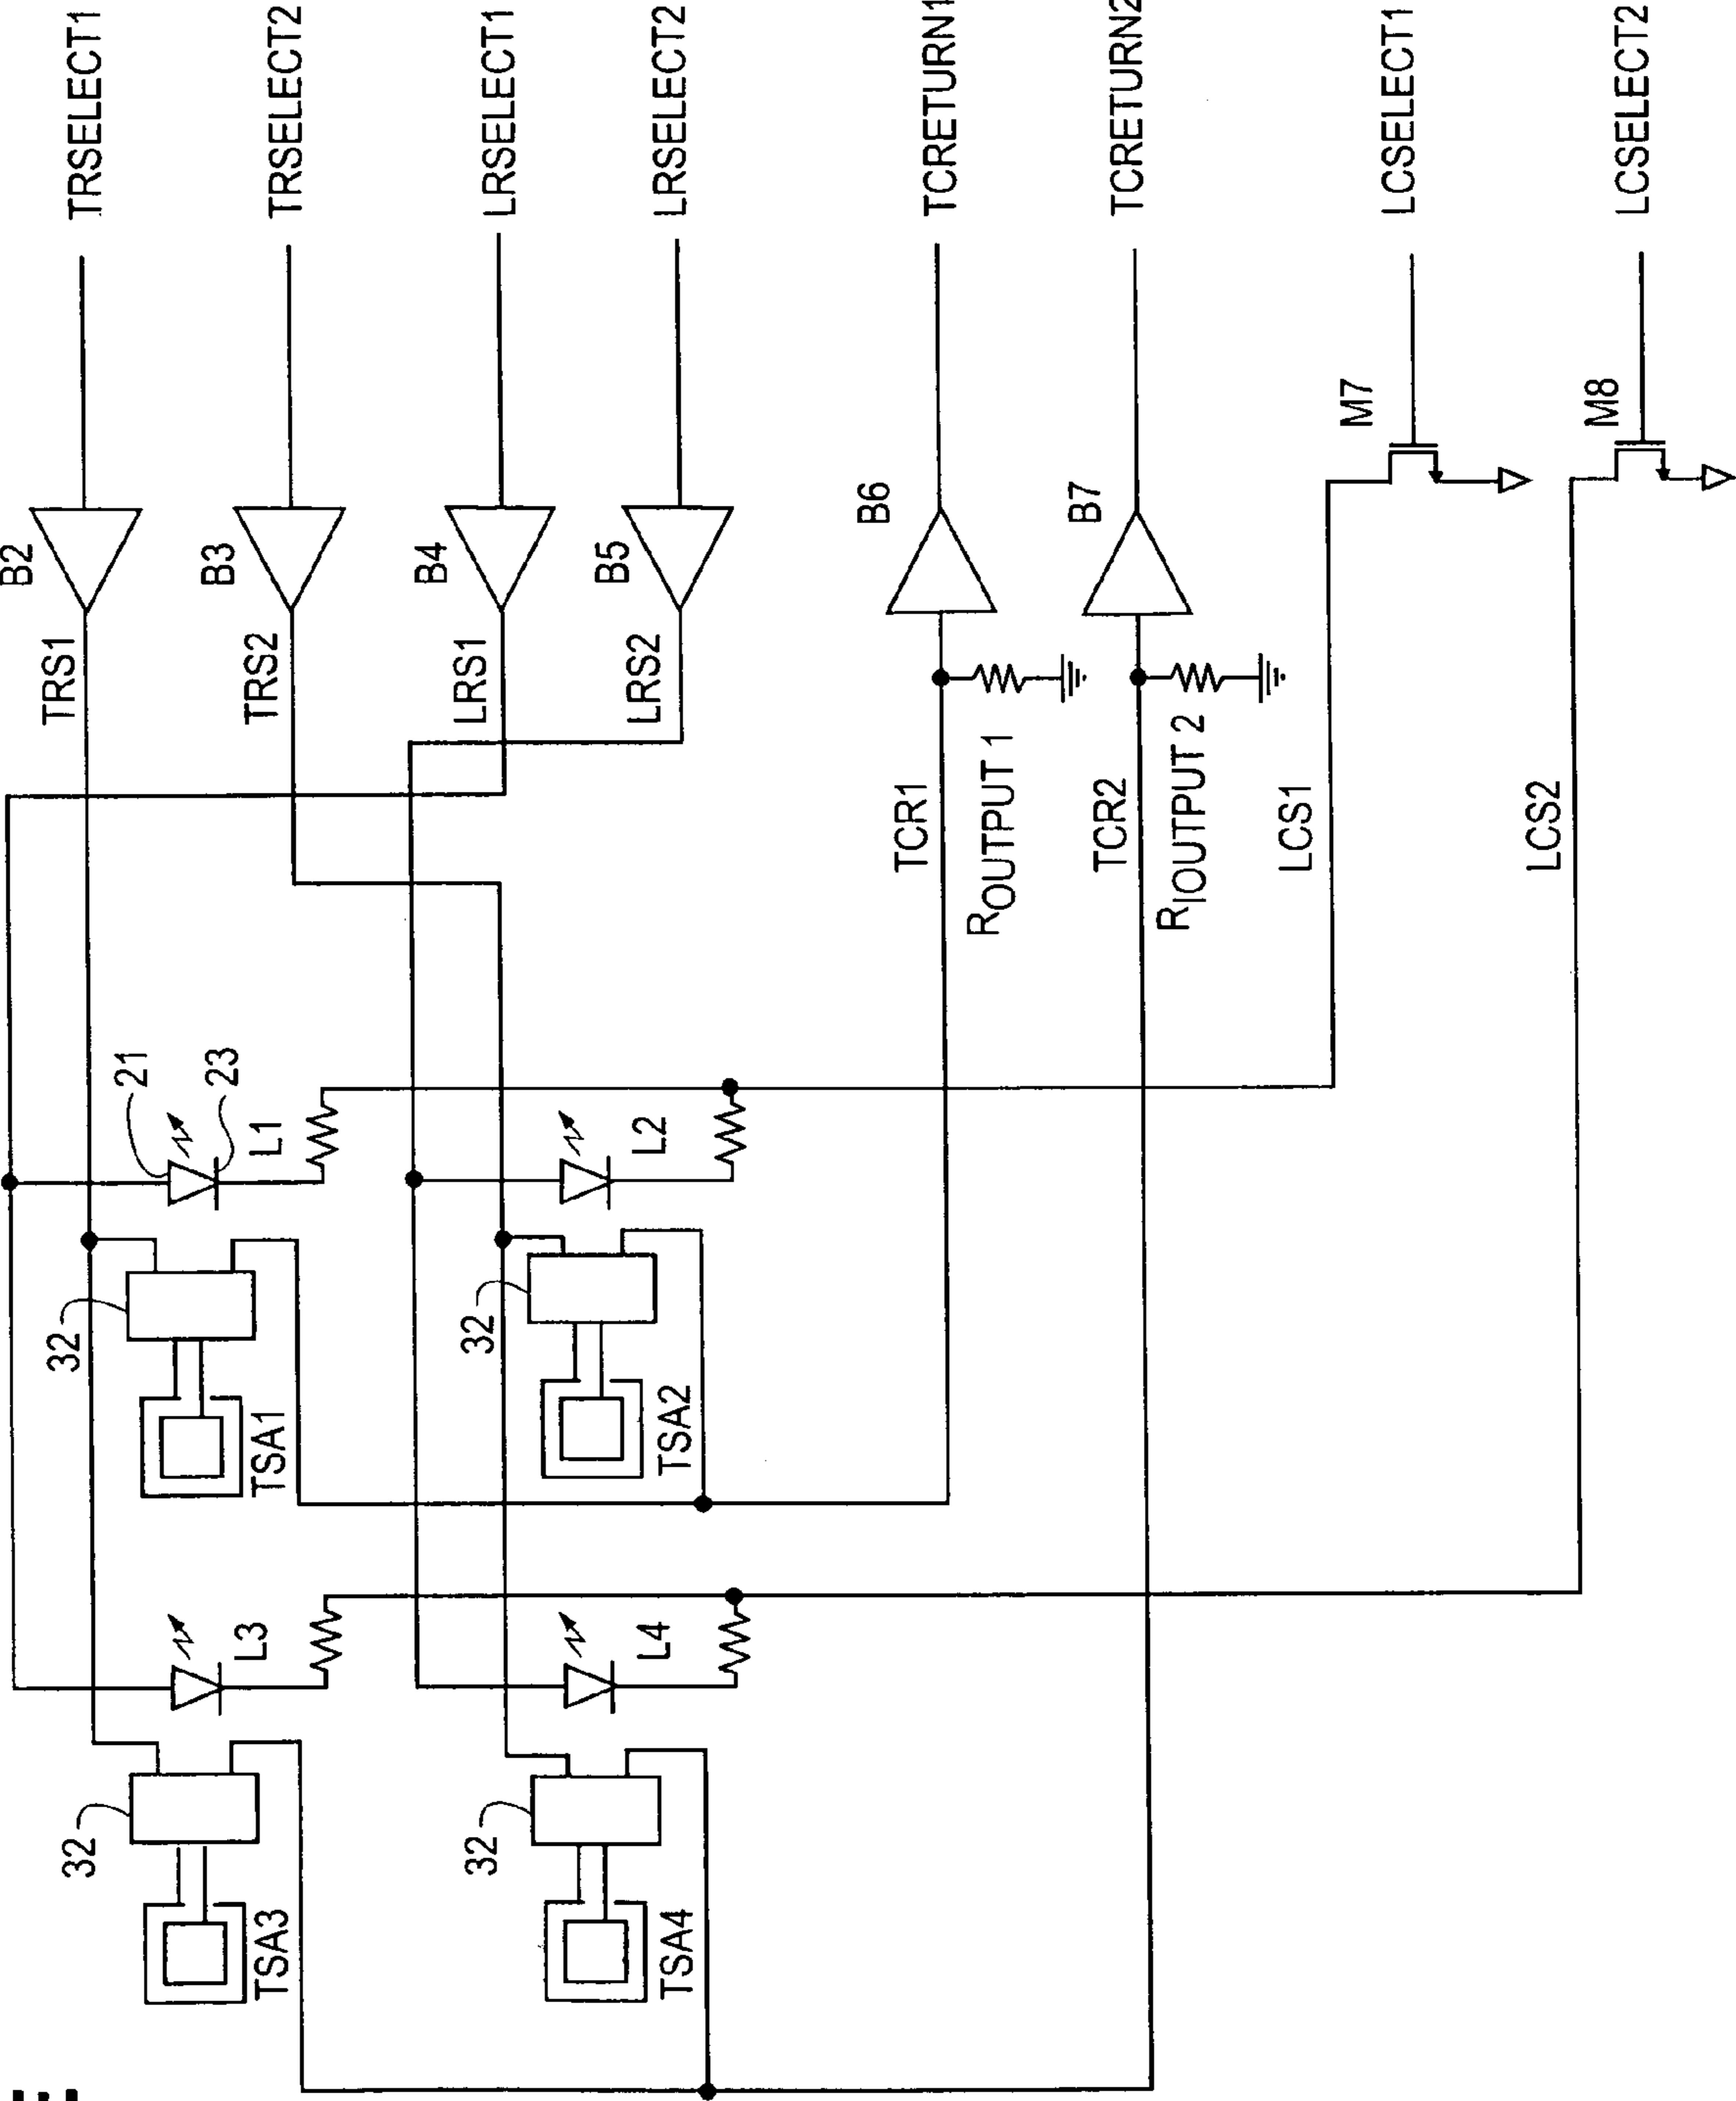 TRSELECT1
TRSELECT2
LRSELECT1
LRSELECT2
TCRETURN1
TCRETURN2
LCSELECT1
LCSELECT2
B2
B3
B4
B5
B6
B7
M7
M8
TRS1
TRS2
LRS1
LRS2
TCR1
ROUTPUT 1
TCR2
RIOUTPUT 2
LCS1
LCS2
21
23
L1
L2
32
TSA1
32
TSA2
L3
L4
32
TSA3
32
TSA4